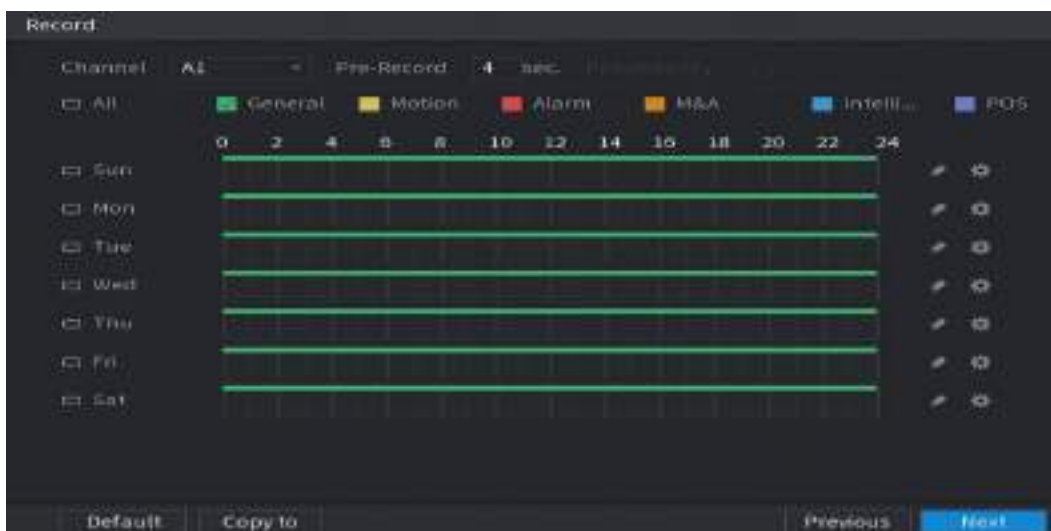 Record
Channel A1 Pre-Record 4 sec.
All General Motion Alarm M&A Intelli... POS
0 2 4 6 8 10 12 14 16 18 20 22 24
Sun
Mon
Tue
Wed
Thu
Fri
Sat
Default Copy to Previous Next